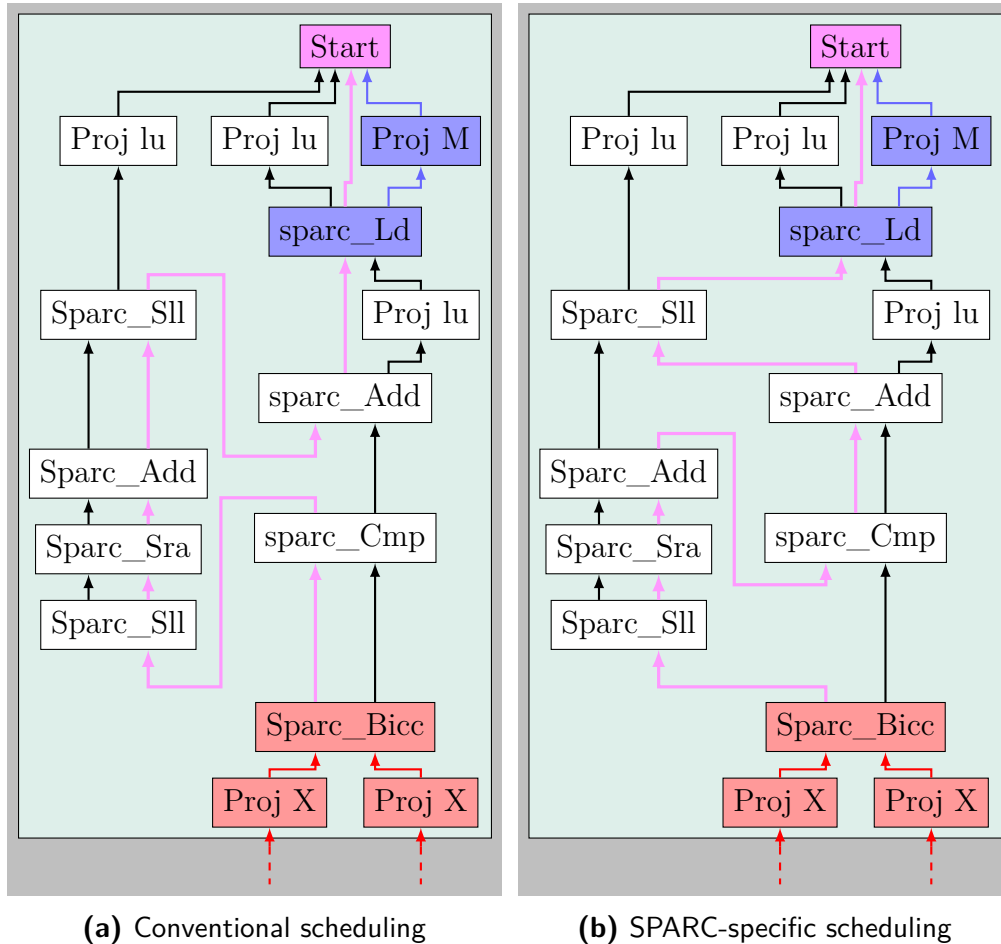 Start
Proj lu
Proj lu
Proj M
sparc_Ld
Sparc_Sll
Proj lu
sparc_Add
Sparc_Add
sparc_Cmp
Sparc_Sra
Sparc_Sll
Sparc_Bicc
Proj X
Proj X
(a) Conventional scheduling
Start
Proj lu
Proj lu
Proj M
sparc_Ld
Sparc_Sll
Proj lu
sparc_Add
Sparc_Add
sparc_Cmp
Sparc_Sra
Sparc_Sll
Sparc_Bicc
Proj X
Proj X
(b) SPARC-specific scheduling